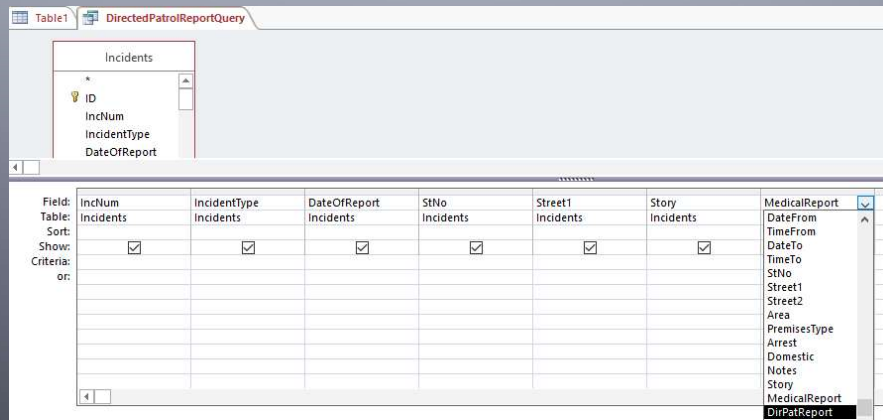 Table1 DirectedPatrolReportQuery
Incidents
*
ID
IncNum
IncidentType
DateOfReport
Field: IncNum IncidentType DateOfReport StNo Street1 Story MedicalReport
Table: Incidents Incidents Incidents Incidents Incidents Incidents
Sort:
Show:
Criteria:
or:
DateFrom
TimeFrom
DateTo
TimeTo
StNo
Street1
Street2
Area
PremisesType
Arrest
Domestic
Notes
Story
MedicalReport
DirPatReport